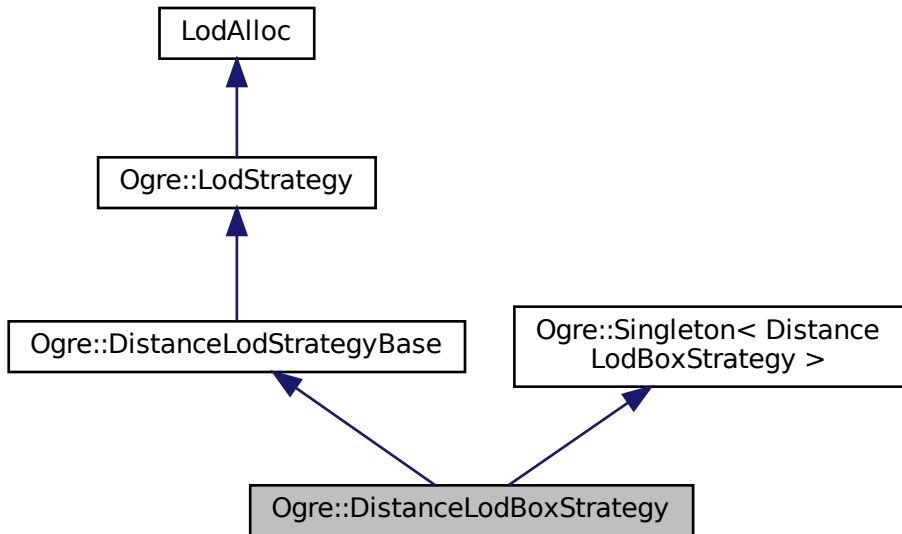 LodAlloc
Ogre::LodStrategy
Ogre::DistanceLodStrategyBase
Ogre::Singleton< Distance
LodBoxStrategy >
Ogre::DistanceLodBoxStrategy